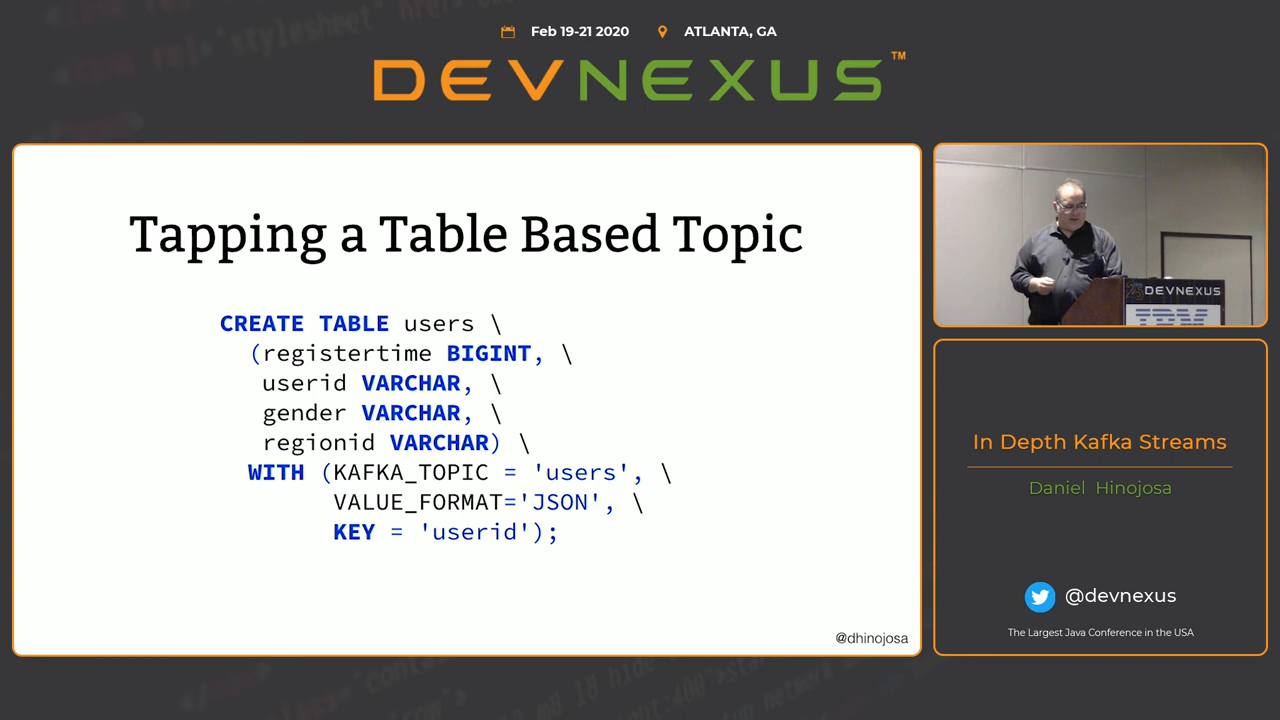 Feb 19-21 2020 ATLANTA, GA
DEVNEXUS™
Tapping a Table Based Topic
CREATE TABLE users \
(registertime BIGINT, \
userid VARCHAR, \
gender VARCHAR, \
regionid VARCHAR) \
WITH (KAFKA_TOPIC = 'users', \
VALUE_FORMAT='JSON', \
KEY = 'userid');
@dhinojosa
DEVNEXUS
IBM
In Depth Kafka Streams
Daniel Hinojosa
@devnexus
The Largest Java Conference in the USA